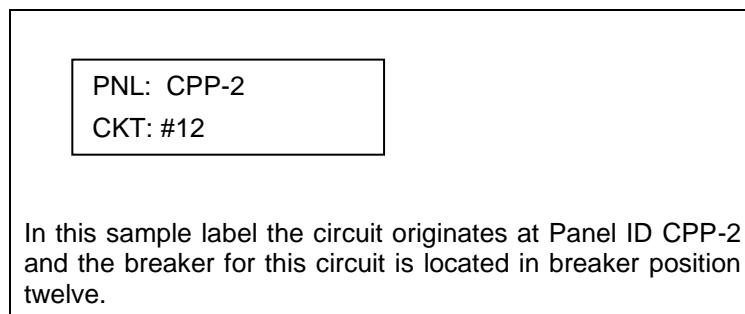 PNL: CPP-2
CKT: #12
In this sample label the circuit originates at Panel ID CPP-2
and the breaker for this circuit is located in breaker position
twelve.